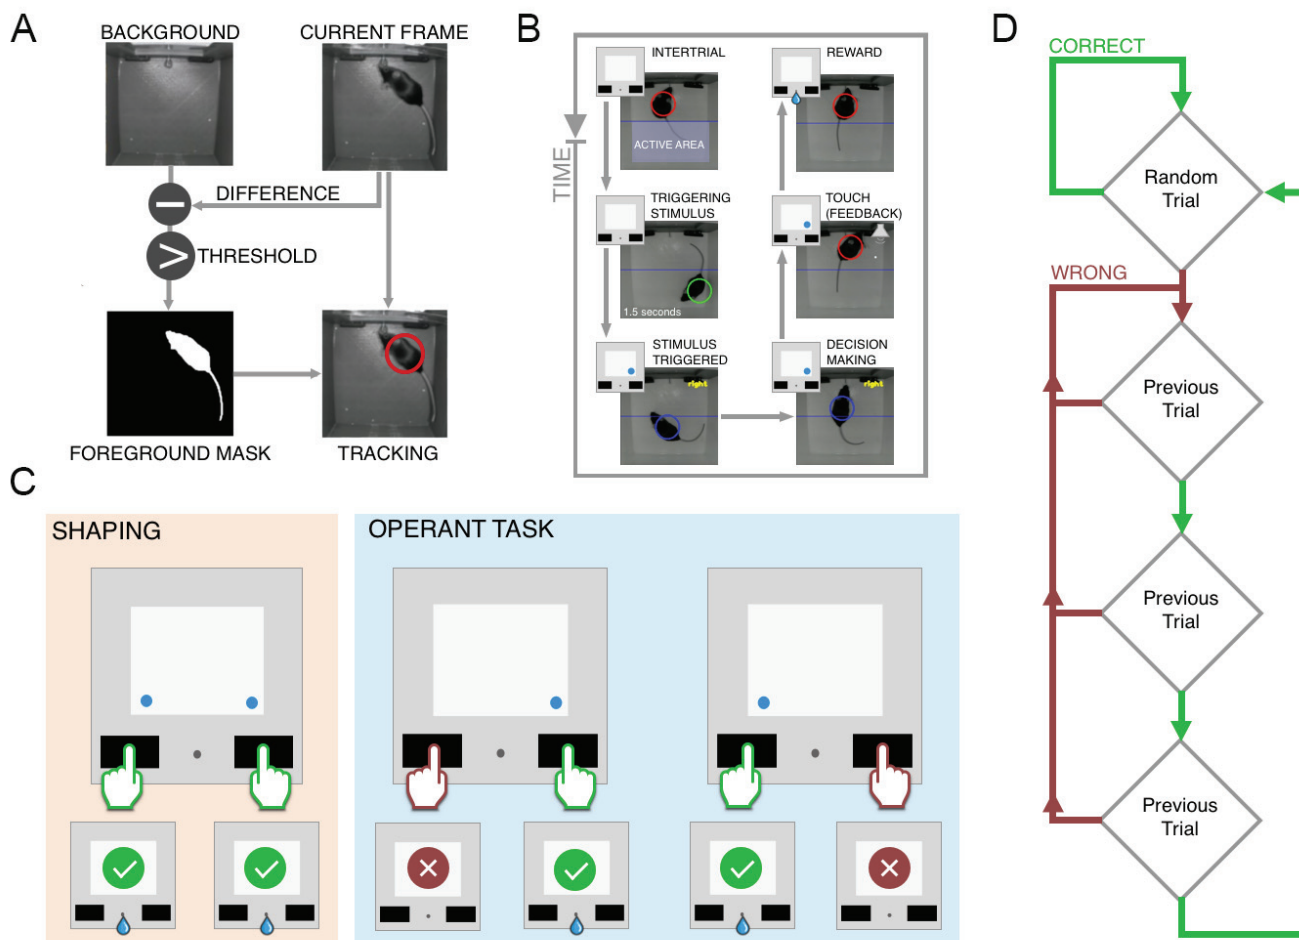 A
BACKGROUND
CURRENT FRAME
DIFFERENCE
THRESHOLD
FOREGROUND MASK
TRACKING
B
TIME
INTERTRIAL
ACTIVE AREA
TRIGGERING
STIMULUS
1.5 seconds
STIMULUS
TRIGGERED
right
DECISION
MAKING
right
TOUCH
(FEEDBACK)
REWARD
C
SHAPING
OPERANT TASK
D
CORRECT
Random
Trial
WRONG
Previous
Trial
Previous
Trial
Previous
Trial